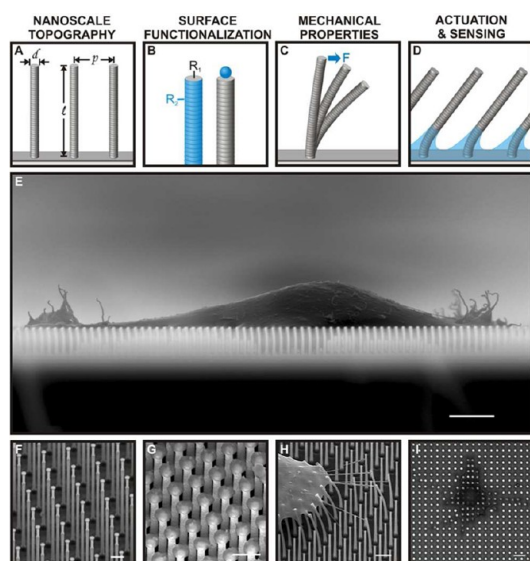 NANOSCALE TOPOGRAPHY
SURFACE FUNCTIONALIZATION
MECHANICAL PROPERTIES
ACTUATION & SENSING
A
d
p
ℓ
B
R₁
R₂
C
F
D
E
F
G
H
I